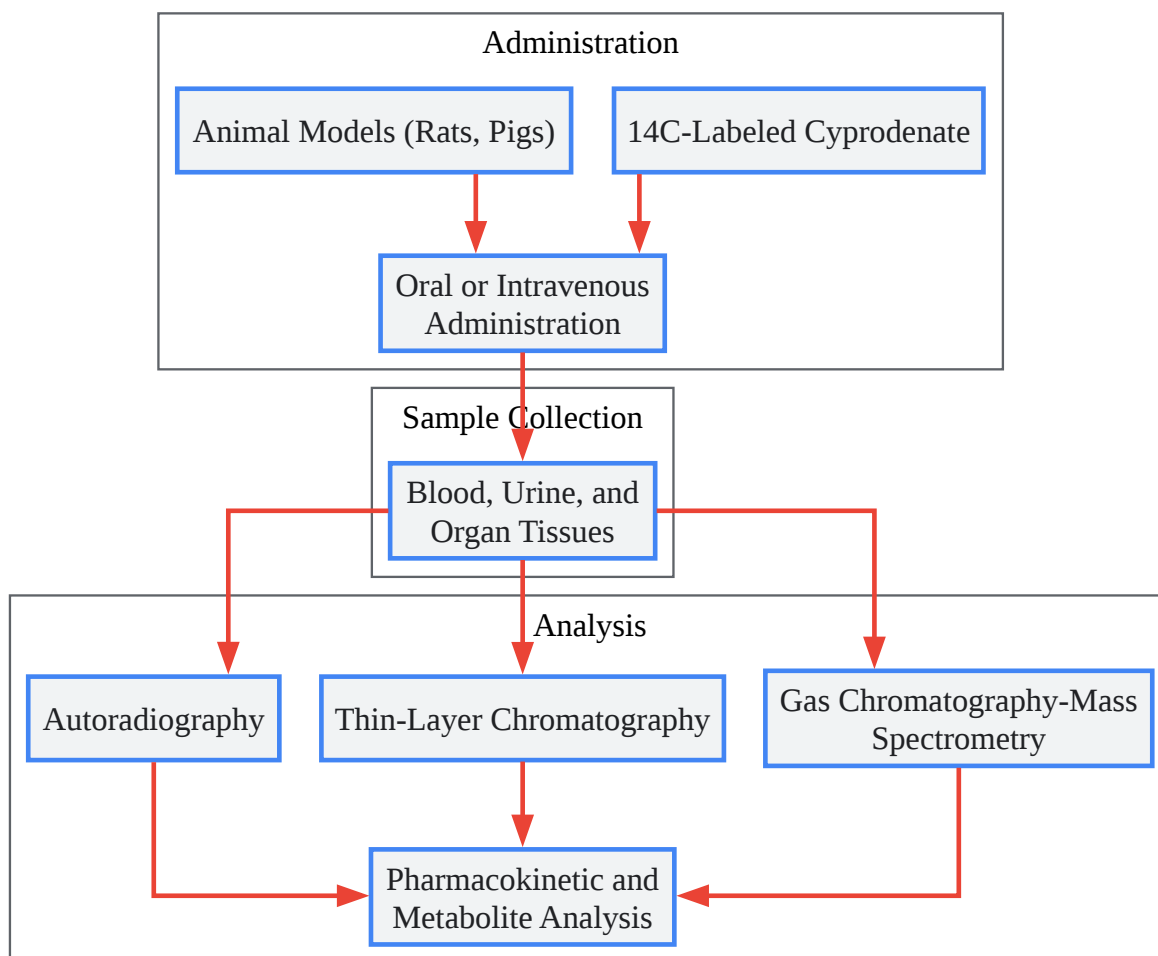 Administration
Animal Models (Rats, Pigs)
14C-Labeled Cyprodenate
Oral or Intravenous
Administration
Sample Collection
Blood, Urine, and
Organ Tissues
Analysis
Autoradiography
Thin-Layer Chromatography
Gas Chromatography-Mass
Spectrometry
Pharmacokinetic and
Metabolite Analysis